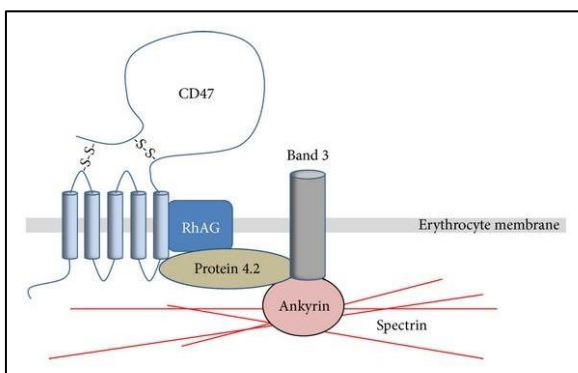 CD47
-S-S-
-S-S-
Band 3
RhAG
Erythrocyte membrane
Protein 4.2
Ankyrin
Spectrin